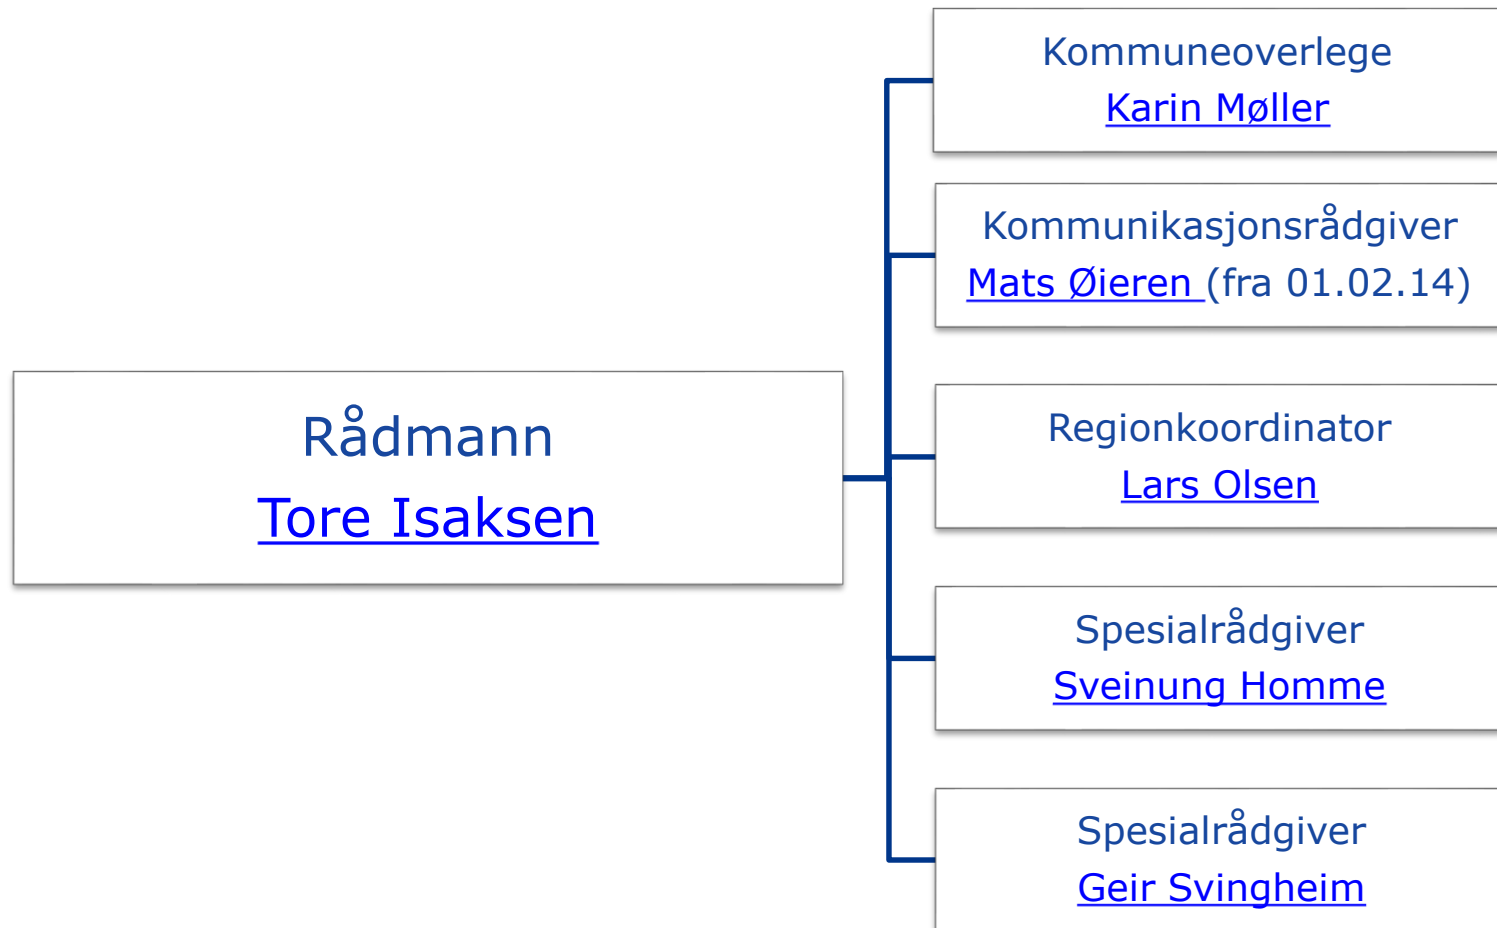 Kommuneoverlege
Karin Møller
Kommunikasjonsrådgiver
Mats Øieren (fra 01.02.14)
Rådmann
Tore Isaksen
Regionkoordinator
Lars Olsen
Spesialrådgiver
Sveinung Homme
Spesialrådgiver
Geir Svingheim